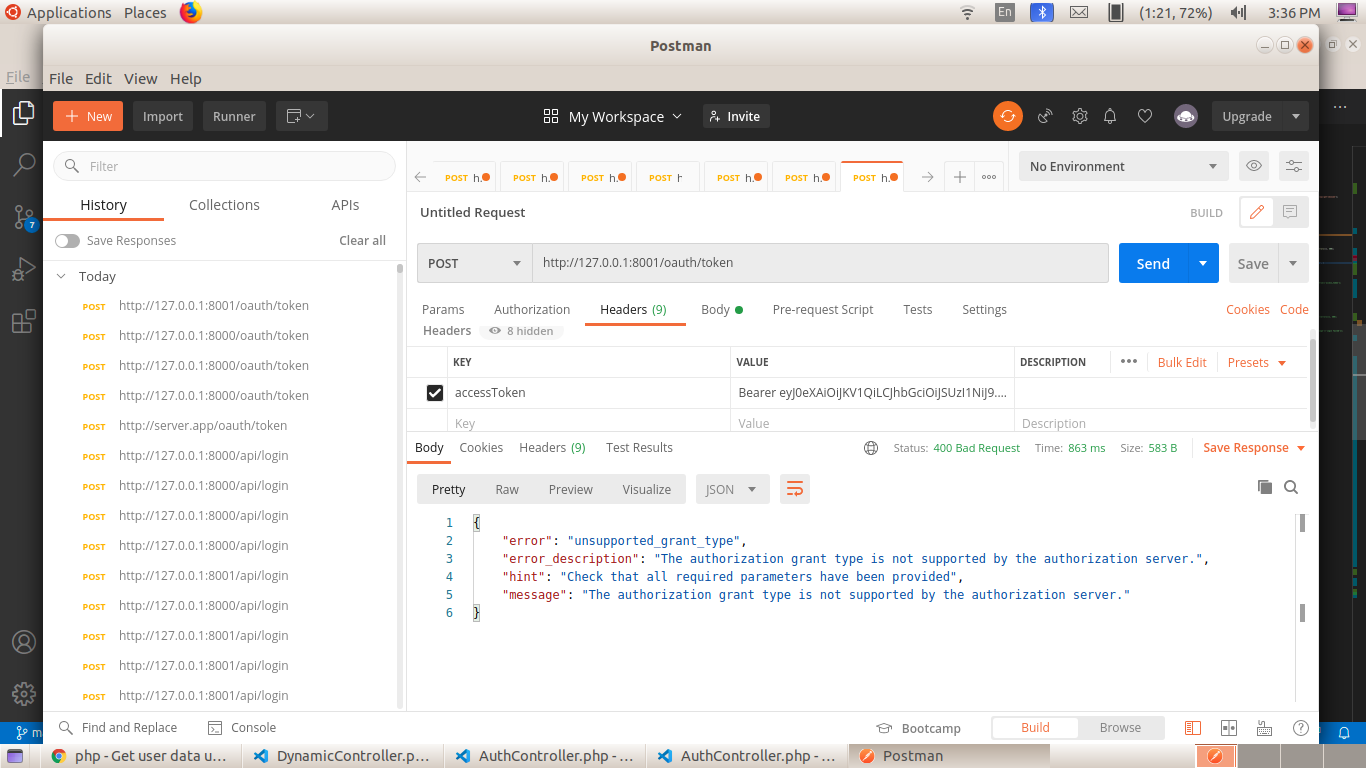 Applications Places En (1:21, 72%) 3:36 PM
Postman
File
File Edit View Help
New Import Runner My Workspace Invite Upgrade
Filter
POST h. POST h. POST h. POST h POST h. POST h. POST h.
No Environment
History Collections APIs
Untitled Request BUILD
Save Responses Clear all
POST http://127.0.0.1:8001/oauth/token Send Save
7
Today
POST http://127.0.0.1:8001/oauth/token
POST http://127.0.0.1:8000/oauth/token
POST http://127.0.0.1:8000/oauth/token
POST http://127.0.0.1:8000/oauth/token
POST http://server.app/oauth/token
POST http://127.0.0.1:8000/api/login
POST http://127.0.0.1:8000/api/login
POST http://127.0.0.1:8000/api/login
POST http://127.0.0.1:8000/api/login
POST http://127.0.0.1:8001/api/login
POST http://127.0.0.1:8000/api/login
POST http://127.0.0.1:8001/api/login
POST http://127.0.0.1:8001/api/login
POST http://127.0.0.1:8001/api/login
Params Authorization Headers (9) Body Pre-request Script Tests Settings Cookies Code
Headers 8 hidden
KEY VALUE DESCRIPTION Bulk Edit Presets
accessToken Bearer eyJ0eXAiOiJKV1QiLCJhbGciOiJSUzI1NiJ9....
Key Value Description
Body Cookies Headers (9) Test Results Status: 400 Bad Request Time: 863 ms Size: 583 B Save Response
Pretty Raw Preview Visualize JSON
1 {
2 "error": "unsupported_grant_type",
3 "error_description": "The authorization grant type is not supported by the authorization server.",
4 "hint": "Check that all required parameters have been provided",
5 "message": "The authorization grant type is not supported by the authorization server."
6 }
Find and Replace Console Bootcamp Build Browse
php - Get user data u... DynamicController.p... AuthController.php - ... AuthController.php - ... Postman